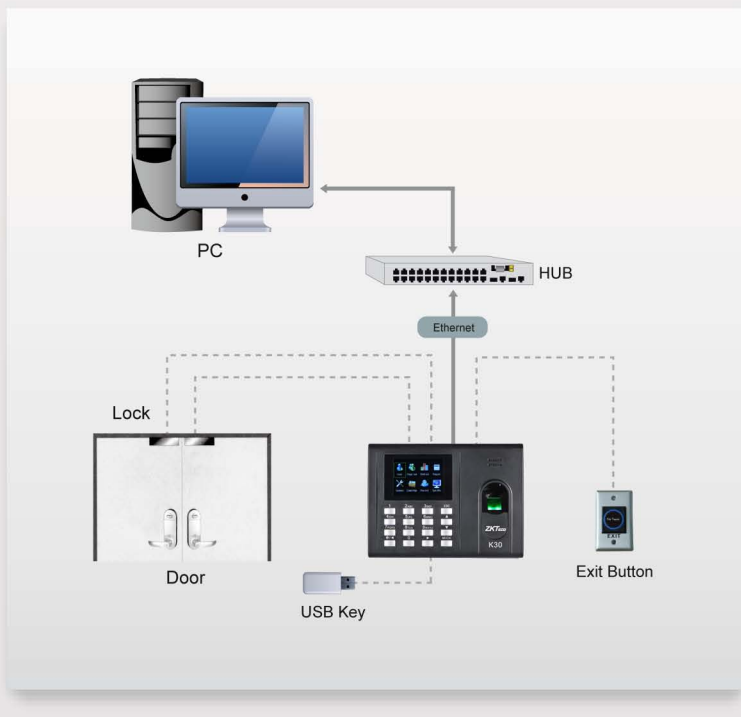 PC
HUB
Ethernet
Lock
Door
ZKTeco
K30
EXIT
Exit Button
USB Key